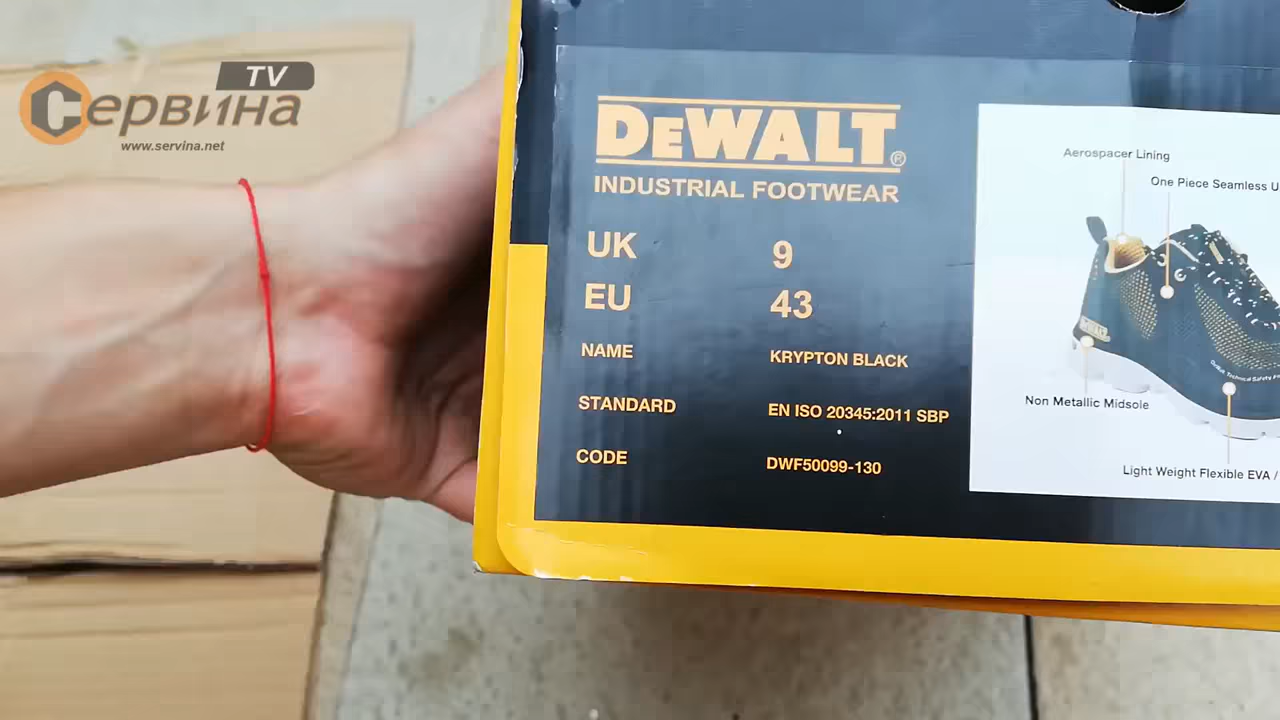 TV
Сервина
www.servina.net
DEWALT®
INDUSTRIAL FOOTWEAR
UK 9
EU 43
NAME KRYPTON BLACK
STANDARD EN ISO 20345:2011 SBP
CODE DWF50099-130
Aerospacer Lining
One Piece Seamless U
Non Metallic Midsole
Light Weight Flexible EVA /